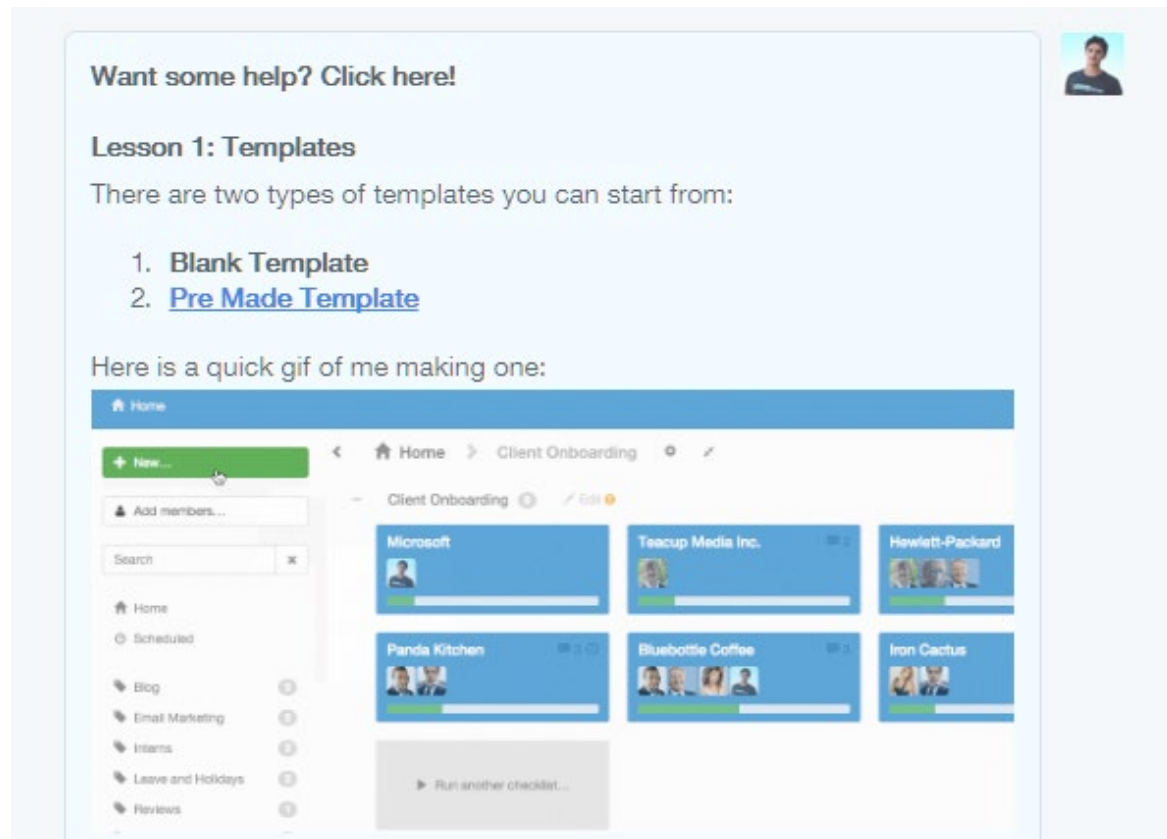 Want some help? Click here!
Lesson 1: Templates
There are two types of templates you can start from:
1. Blank Template
2. Pre Made Template
Here is a quick gif of me making one:
Home
+ New...
Home > Client Onboarding
Add members...
Client Onboarding Edit
Search
Microsoft
Teacup Media Inc. 2
Hewlett-Packard
Home
Scheduled
Panda Kitchen
Bluebottle Coffee 3
Iron Cactus
Blog
Email Marketing
Interns
Leave and Holidays
Reviews
Run another checklist...